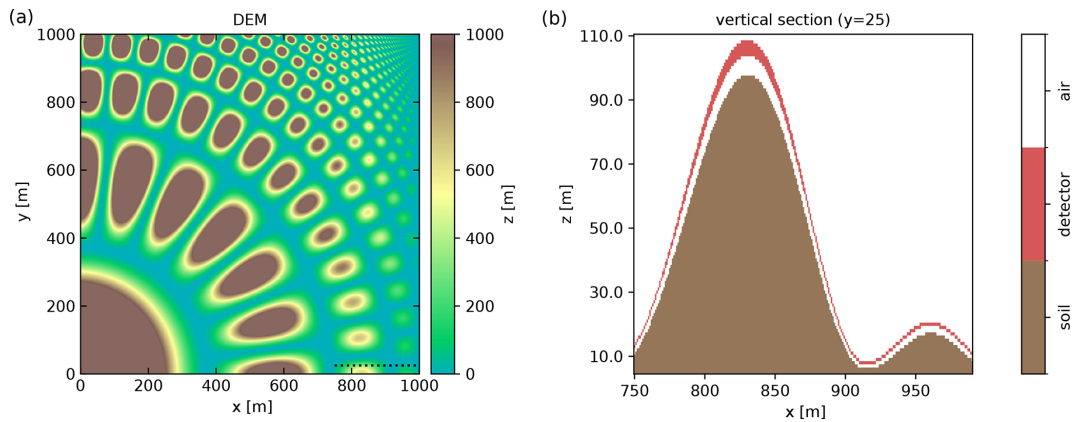 (a)
DEM
1000
800
600
400
200
0
y [m]
0
200
400
600
800
1000
x [m]
1000
800
600
400
200
0
z [m]
(b)
vertical section (y=25)
110.0
90.0
70.0
50.0
30.0
10.0
z [m]
750
800
850
900
950
x [m]
air
detector
soil